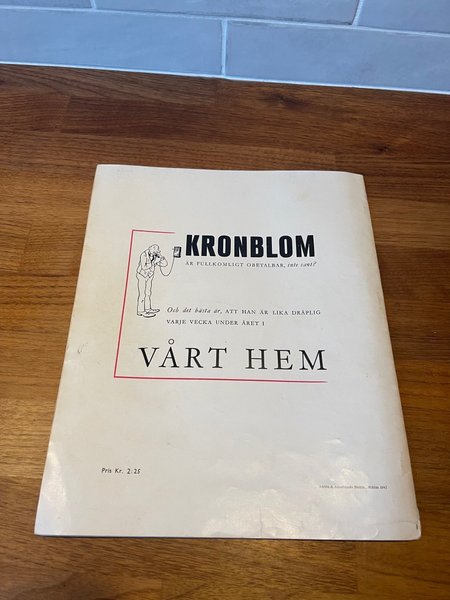 KRONBLOM
ÄR FULLKOMLIGT OBETALBAR, inte sant?
Och det bästa är, ATT HAN ÄR LIKA DRÅPLIG
VARJE VECKA UNDER ÅRET I
VÅRT HEM
Pris Kr. 2:25